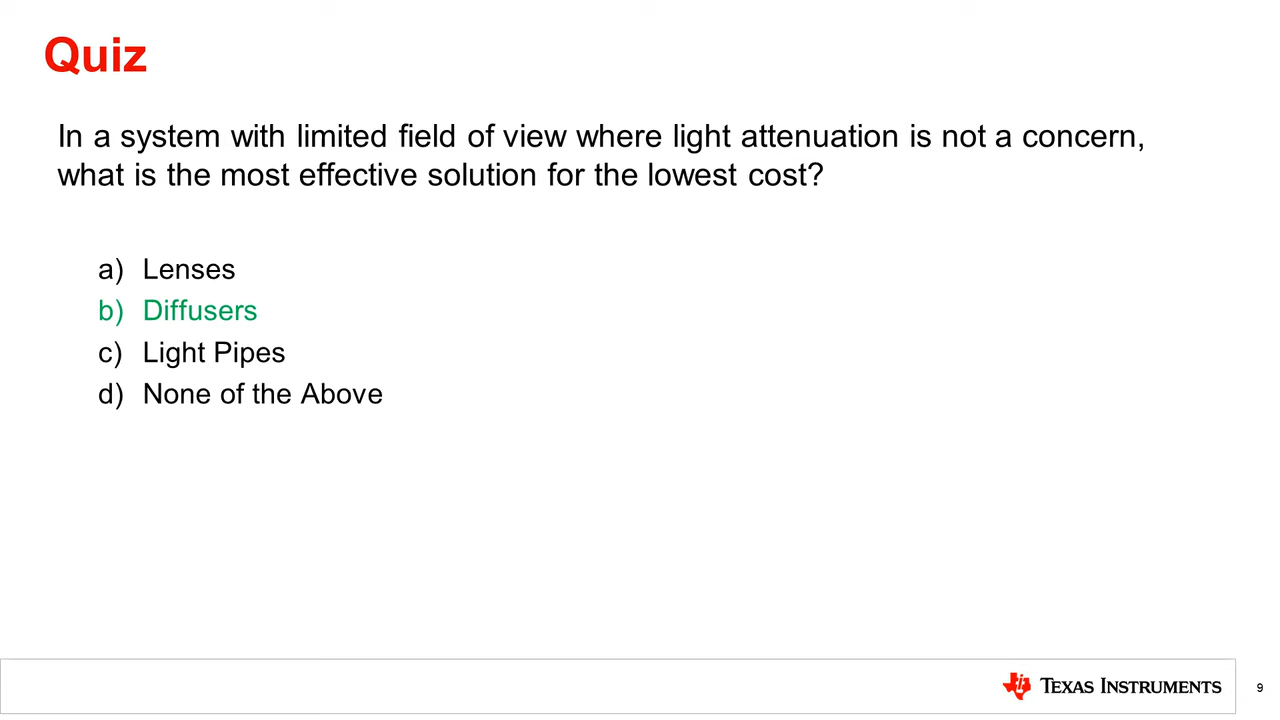 Quiz
In a system with limited field of view where light attenuation is not a concern,
what is the most effective solution for the lowest cost?
a) Lenses
b) Diffusers
c) Light Pipes
d) None of the Above
TEXAS INSTRUMENTS
9